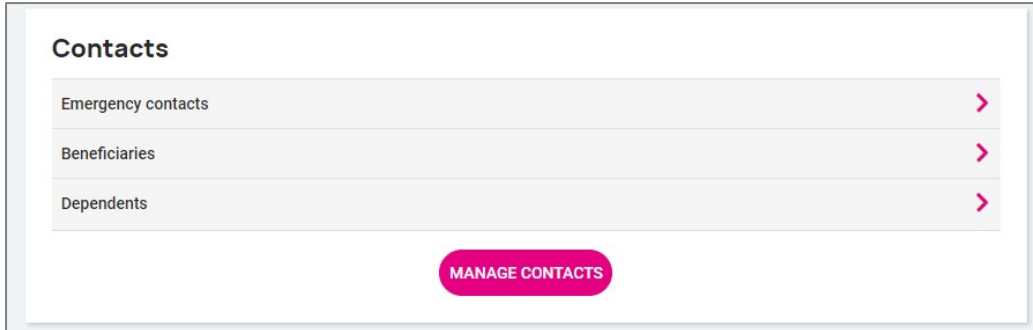 Contacts
Emergency contacts
Beneficiaries
Dependents
MANAGE CONTACTS